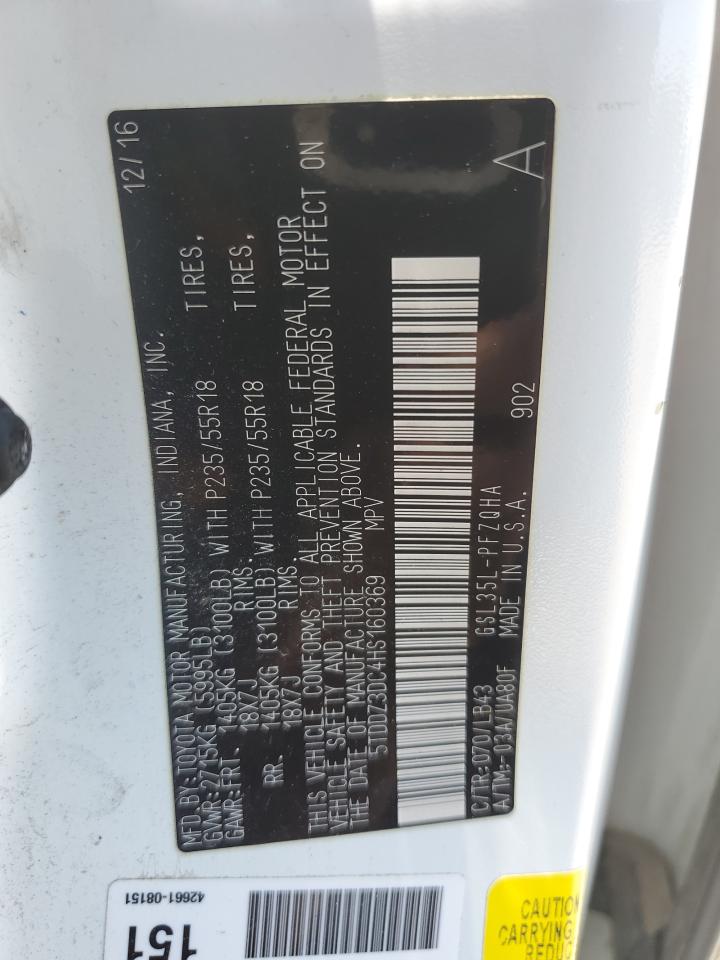 MFD.BY:TOYOTA MOTOR MANUFACTURING, INDIANA, INC. 12/16
GVWR:2715KG (5995LB)
GAWR:FRT. 1405KG (3100LB) WITH P235/55R18 TIRES,
18X7J RIMS.
RR. 1405KG (3100LB) WITH P235/55R18 TIRES,
18X7J RIMS.
THIS VEHICLE CONFORMS TO ALL APPLICABLE FEDERAL MOTOR
VEHICLE SAFETY AND THEFT PREVENTION STANDARDS IN EFFECT ON
THE DATE OF MANUFACTURE SHOWN ABOVE.
5TDDZ3DC4HS160369 MPV
C/TR:070/LB43 GSL35L-PFZQHA
A/TM:-03A/UA80F MADE IN U.S.A. 902 A
42661-08151
151
CAUTION
CARRYING
REDUC